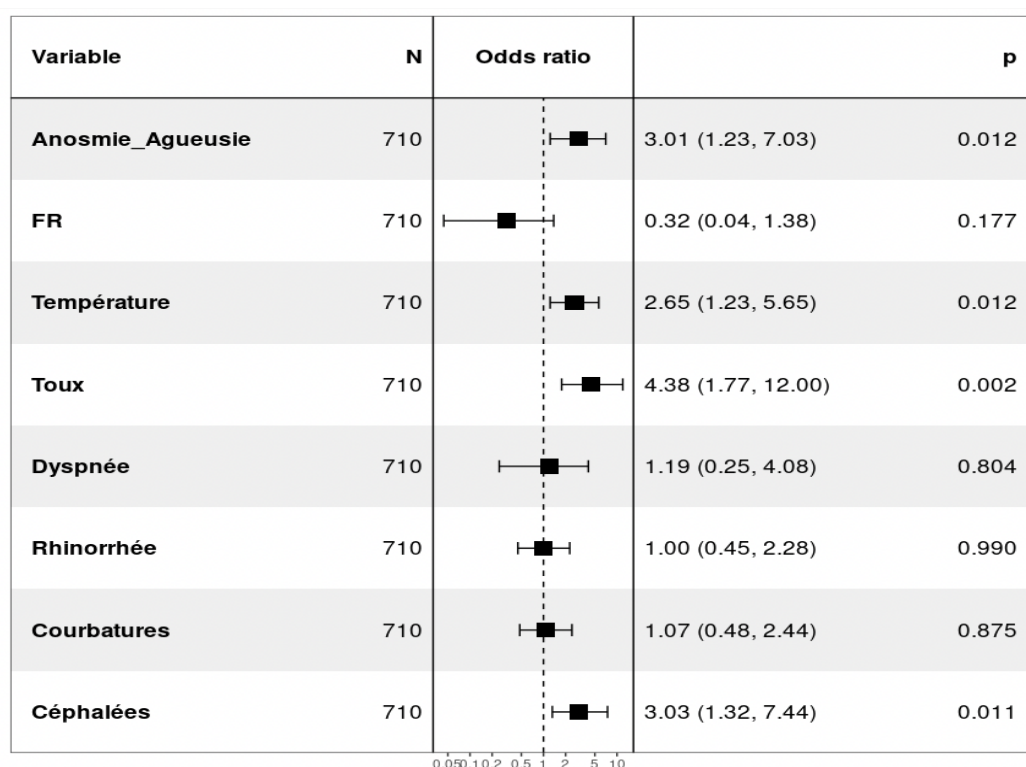 Variable N Odds ratio p
Anosmie_Agueusie 710 3.01 (1.23, 7.03) 0.012
FR 710 0.32 (0.04, 1.38) 0.177
Température 710 2.65 (1.23, 5.65) 0.012
Toux 710 4.38 (1.77, 12.00) 0.002
Dyspnée 710 1.19 (0.25, 4.08) 0.804
Rhinorrhée 710 1.00 (0.45, 2.28) 0.990
Courbatures 710 1.07 (0.48, 2.44) 0.875
Céphalées 710 3.03 (1.32, 7.44) 0.011
0.05 0.1 0.2 0.5 1 2 5 10